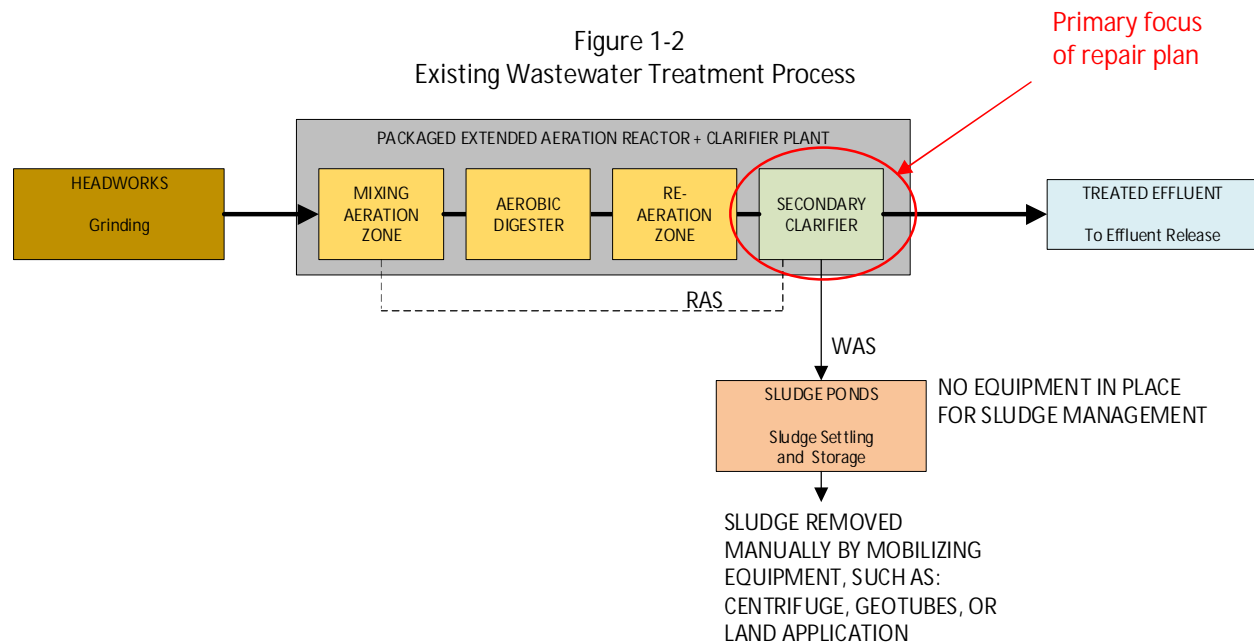 Primary focus
of repair plan
Figure 1-2
Existing Wastewater Treatment Process
PACKAGED EXTENDED AERATION REACTOR + CLARIFIER PLANT
HEADWORKS
Grinding
MIXING
AERATION
ZONE
AEROBIC
DIGESTER
RE-
AERATION
ZONE
SECONDARY
CLARIFIER
TREATED EFFLUENT
To Effluent Release
RAS
WAS
SLUDGE PONDS
Sludge Settling
and Storage
NO EQUIPMENT IN PLACE
FOR SLUDGE MANAGEMENT
SLUDGE REMOVED
MANUALLY BY MOBILIZING
EQUIPMENT, SUCH AS:
CENTRIFUGE, GEOTUBES, OR
LAND APPLICATION